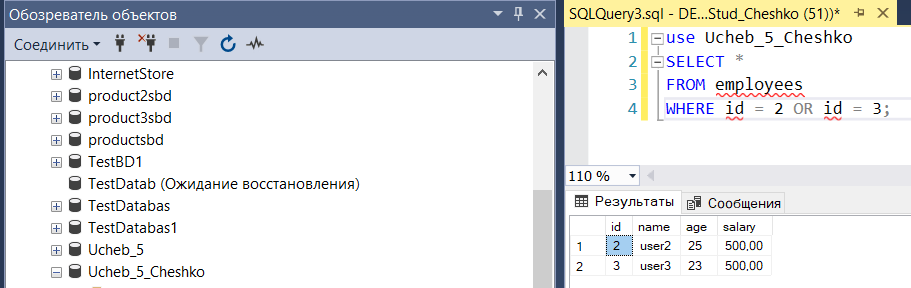 Обозреватель объектов
Соединить
InternetStore
product2sbd
product3sbd
productsbd
TestBD1
TestDatab (Ожидание восстановления)
TestDatabas
TestDatabas1
Ucheb_5
Ucheb_5_Cheshko
SQLQuery3.sql - DE...Stud_Cheshko (51))*
1 use Ucheb_5_Cheshko
2 SELECT *
3 FROM employees
4 WHERE id = 2 OR id = 3;
110 %
Результаты Сообщения
id name age salary
1 2 user2 25 500,00
2 3 user3 23 500,00